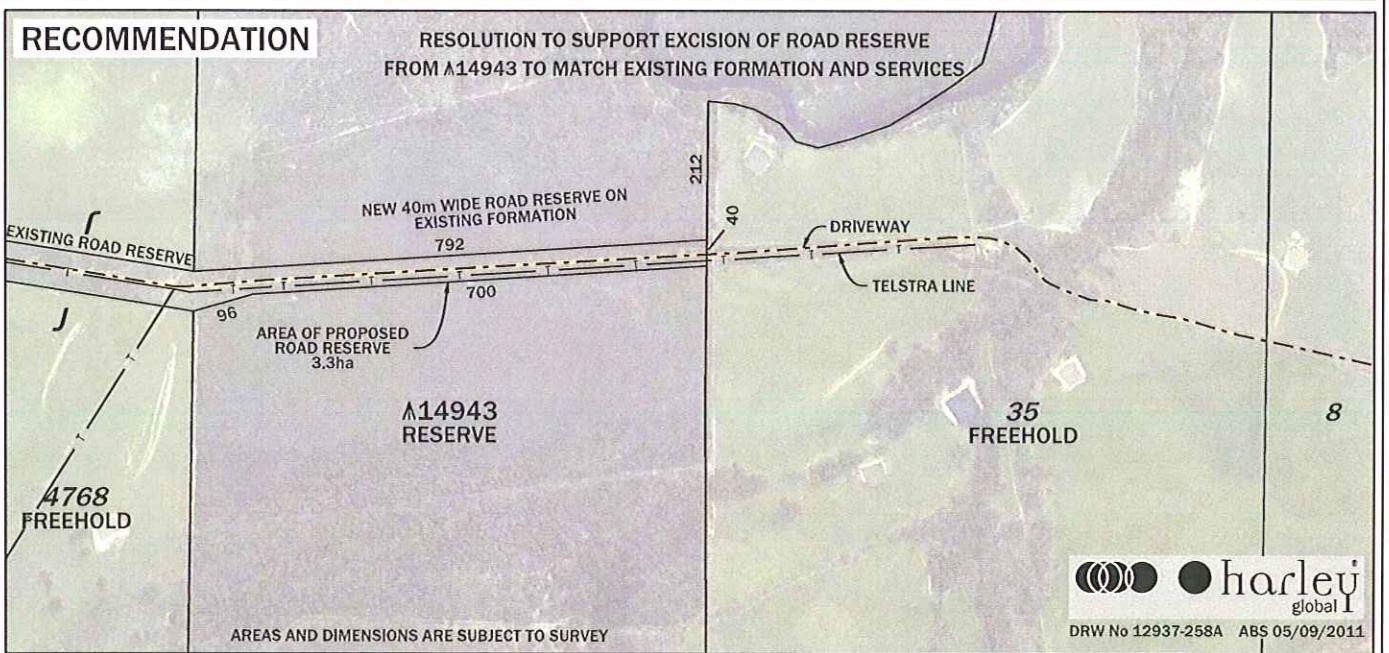 RECOMMENDATION
RESOLUTION TO SUPPORT EXCISION OF ROAD RESERVE
FROM Ѧ14943 TO MATCH EXISTING FORMATION AND SERVICES
212
NEW 40m WIDE ROAD RESERVE ON
EXISTING FORMATION
792
40
DRIVEWAY
EXISTING ROAD RESERVE
T T T T T T T T T T T
TELSTRA LINE
700
96
AREA OF PROPOSED
ROAD RESERVE
3.3ha
Ѧ14943
RESERVE
35
FREEHOLD
8
4768
FREEHOLD
harley
global
AREAS AND DIMENSIONS ARE SUBJECT TO SURVEY
DRW No 12937-258A ABS 05/09/2011